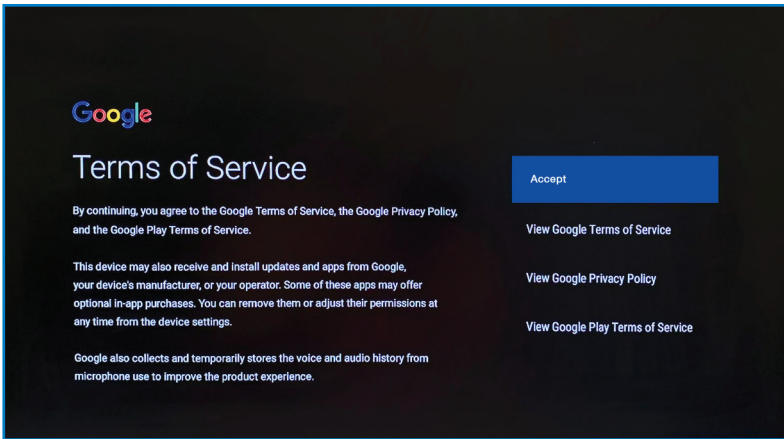 Google
Terms of Service
By continuing, you agree to the Google Terms of Service, the Google Privacy Policy,
and the Google Play Terms of Service.
This device may also receive and install updates and apps from Google,
your device's manufacturer, or your operator. Some of these apps may offer
optional in-app purchases. You can remove them or adjust their permissions at
any time from the device settings.
Google also collects and temporarily stores the voice and audio history from
microphone use to improve the product experience.
Accept
View Google Terms of Service
View Google Privacy Policy
View Google Play Terms of Service